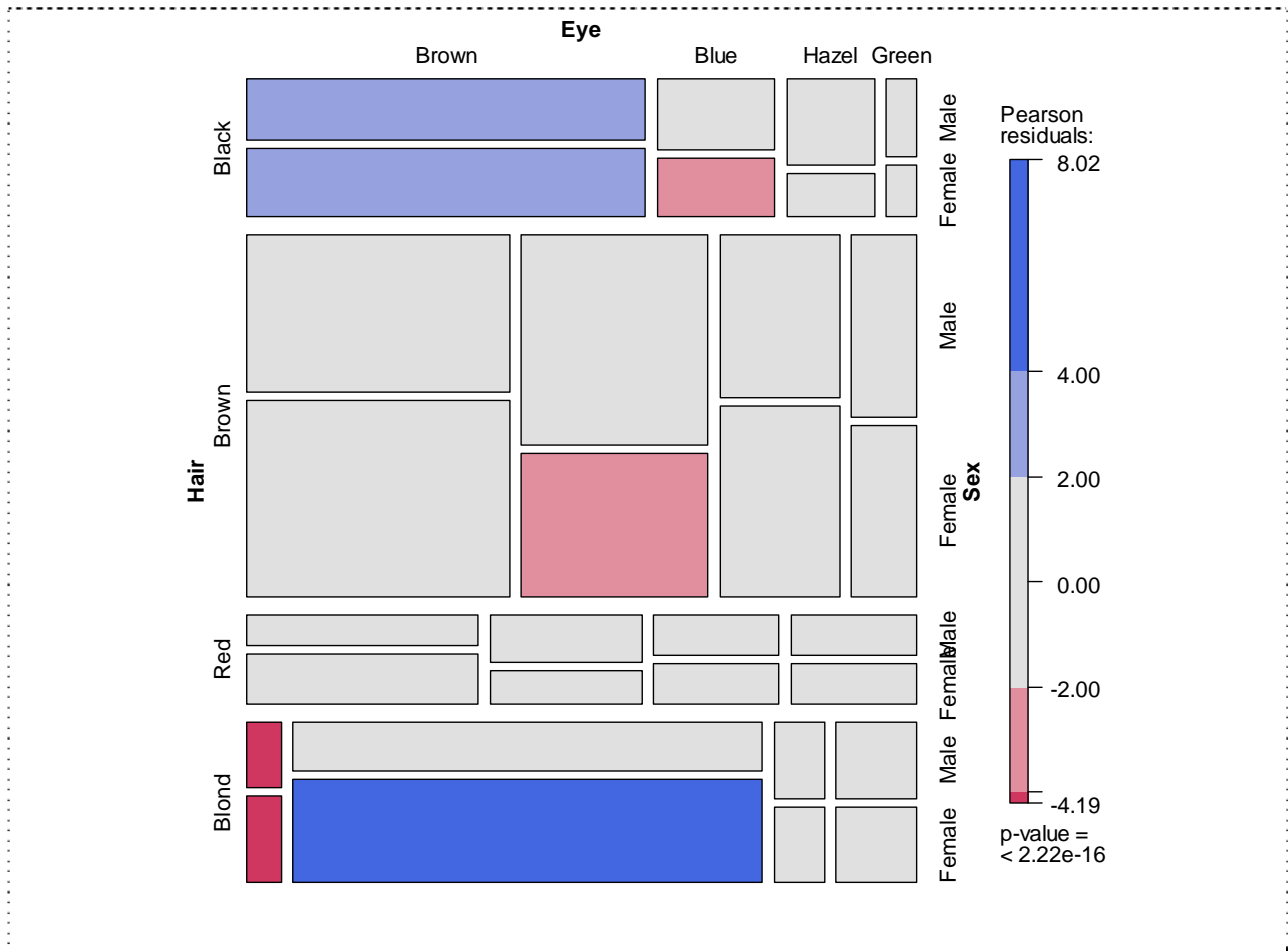 Eye
Brown Blue Hazel Green
Black
Brown
Red
Blond
Hair
Male
Female
Male
Female
Male
Female
Male
Female
Sex
Pearson
residuals:
8.02
4.00
2.00
0.00
-2.00
-4.19
p-value =
< 2.22e-16